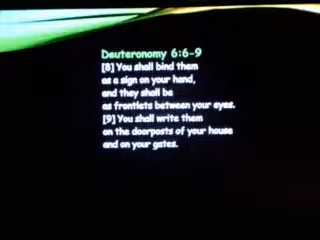 Deuteronomy 6:6-9
[8] You shall bind them
as a sign on your hand,
and they shall be
as frontlets between your eyes.
[9] You shall write them
on the doorposts of your house
and on your gates.